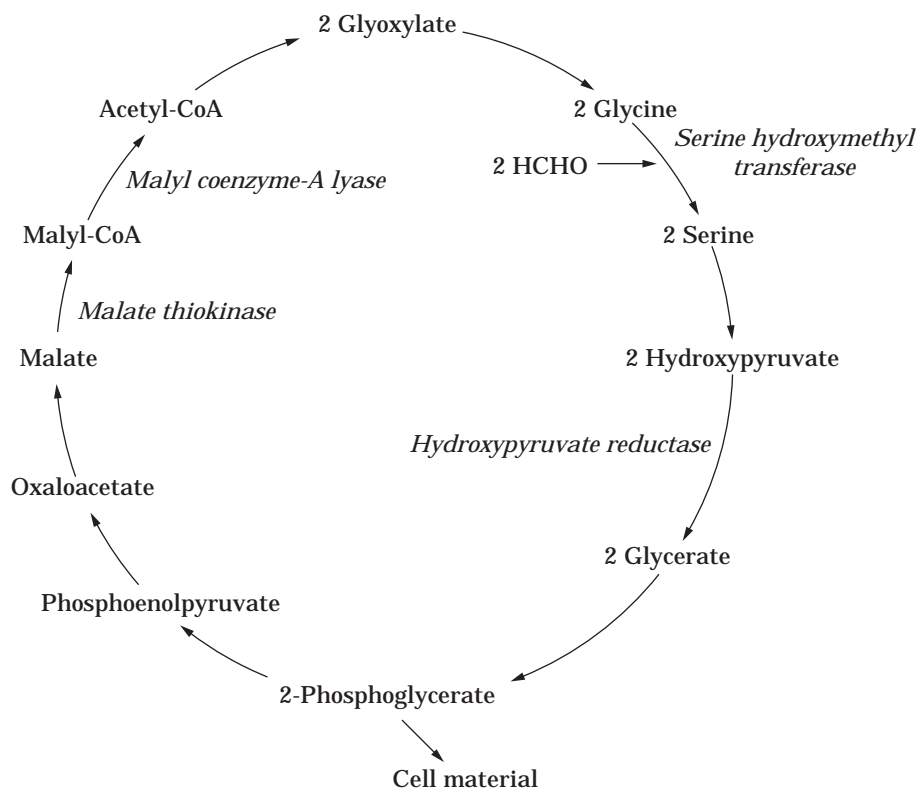 2 Glyoxylate
Acetyl-CoA
2 Glycine
Serine hydroxymethyl
transferase
2 HCHO
Malyl coenzyme-A lyase
Malyl-CoA
2 Serine
Malate thiokinase
Malate
2 Hydroxypyruvate
Hydroxypyruvate reductase
Oxaloacetate
2 Glycerate
Phosphoenolpyruvate
2-Phosphoglycerate
Cell material